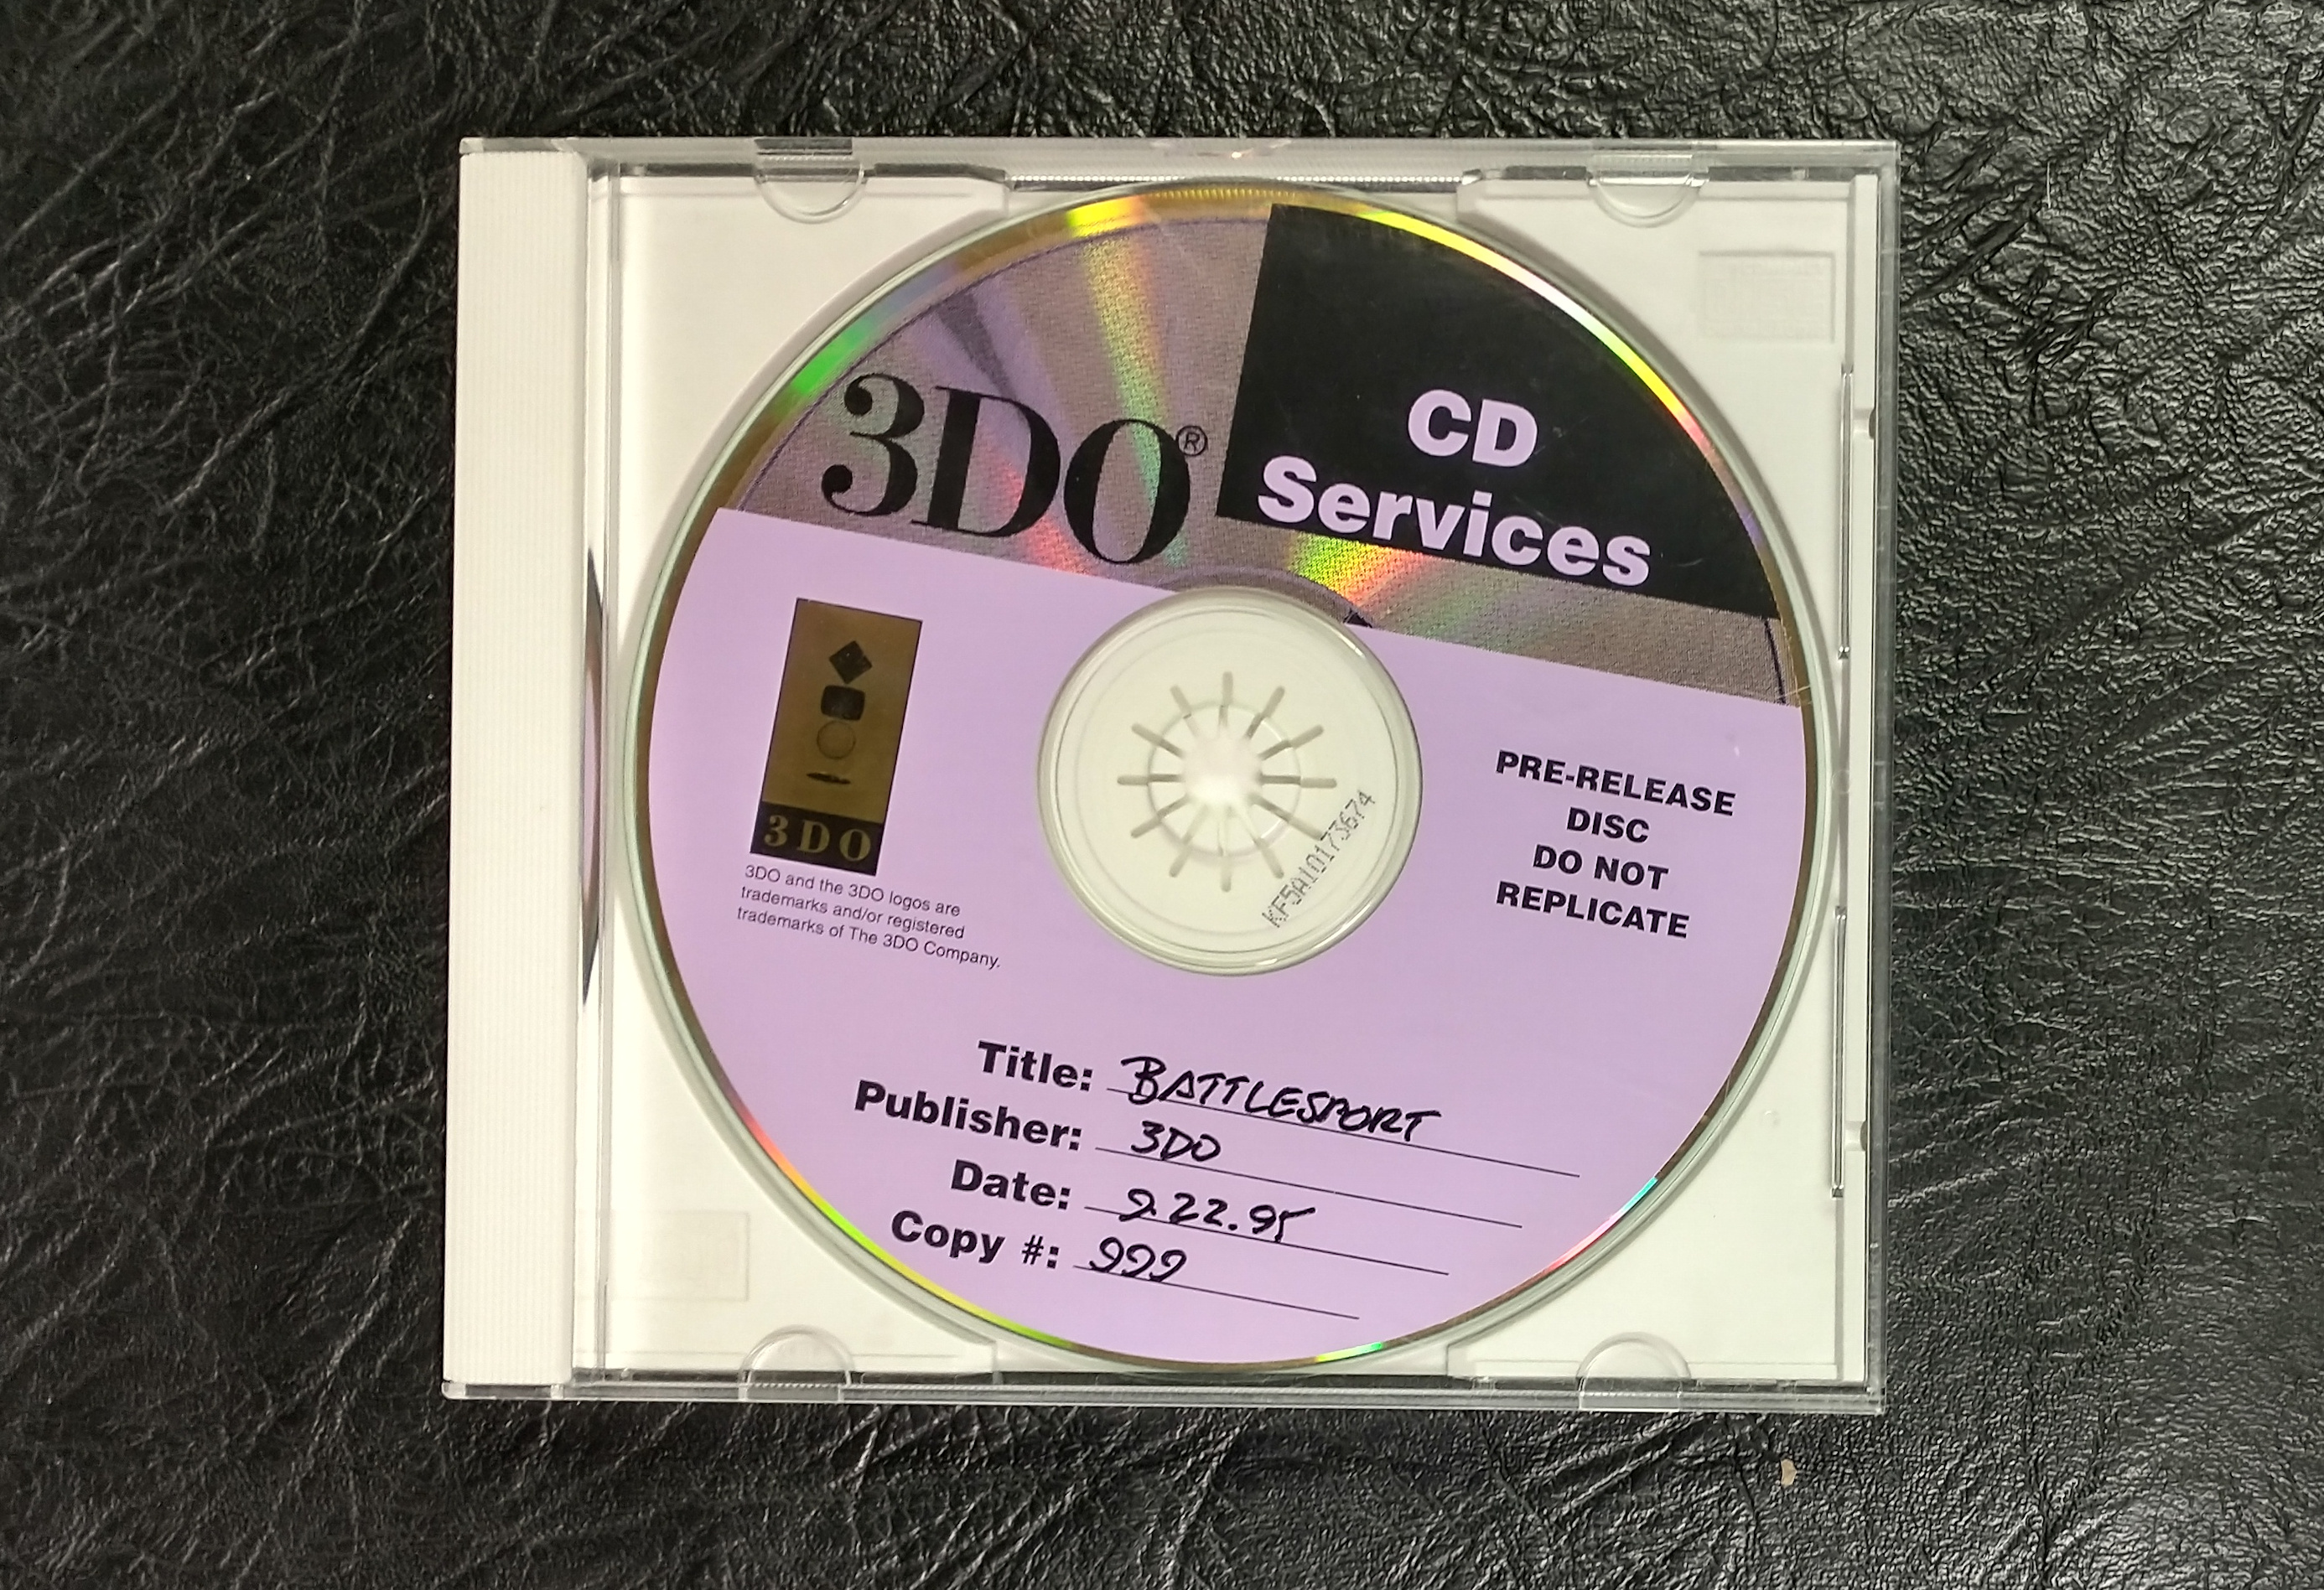 3DO®
CD
Services
3DO
3DO and the 3DO logos are
trademarks and/or registered
trademarks of The 3DO Company.
PRE-RELEASE
DISC
DO NOT
REPLICATE
KF5A10173674
Title: BATTLESPORT
Publisher: 3DO
Date: 9.22.95
Copy #: 999